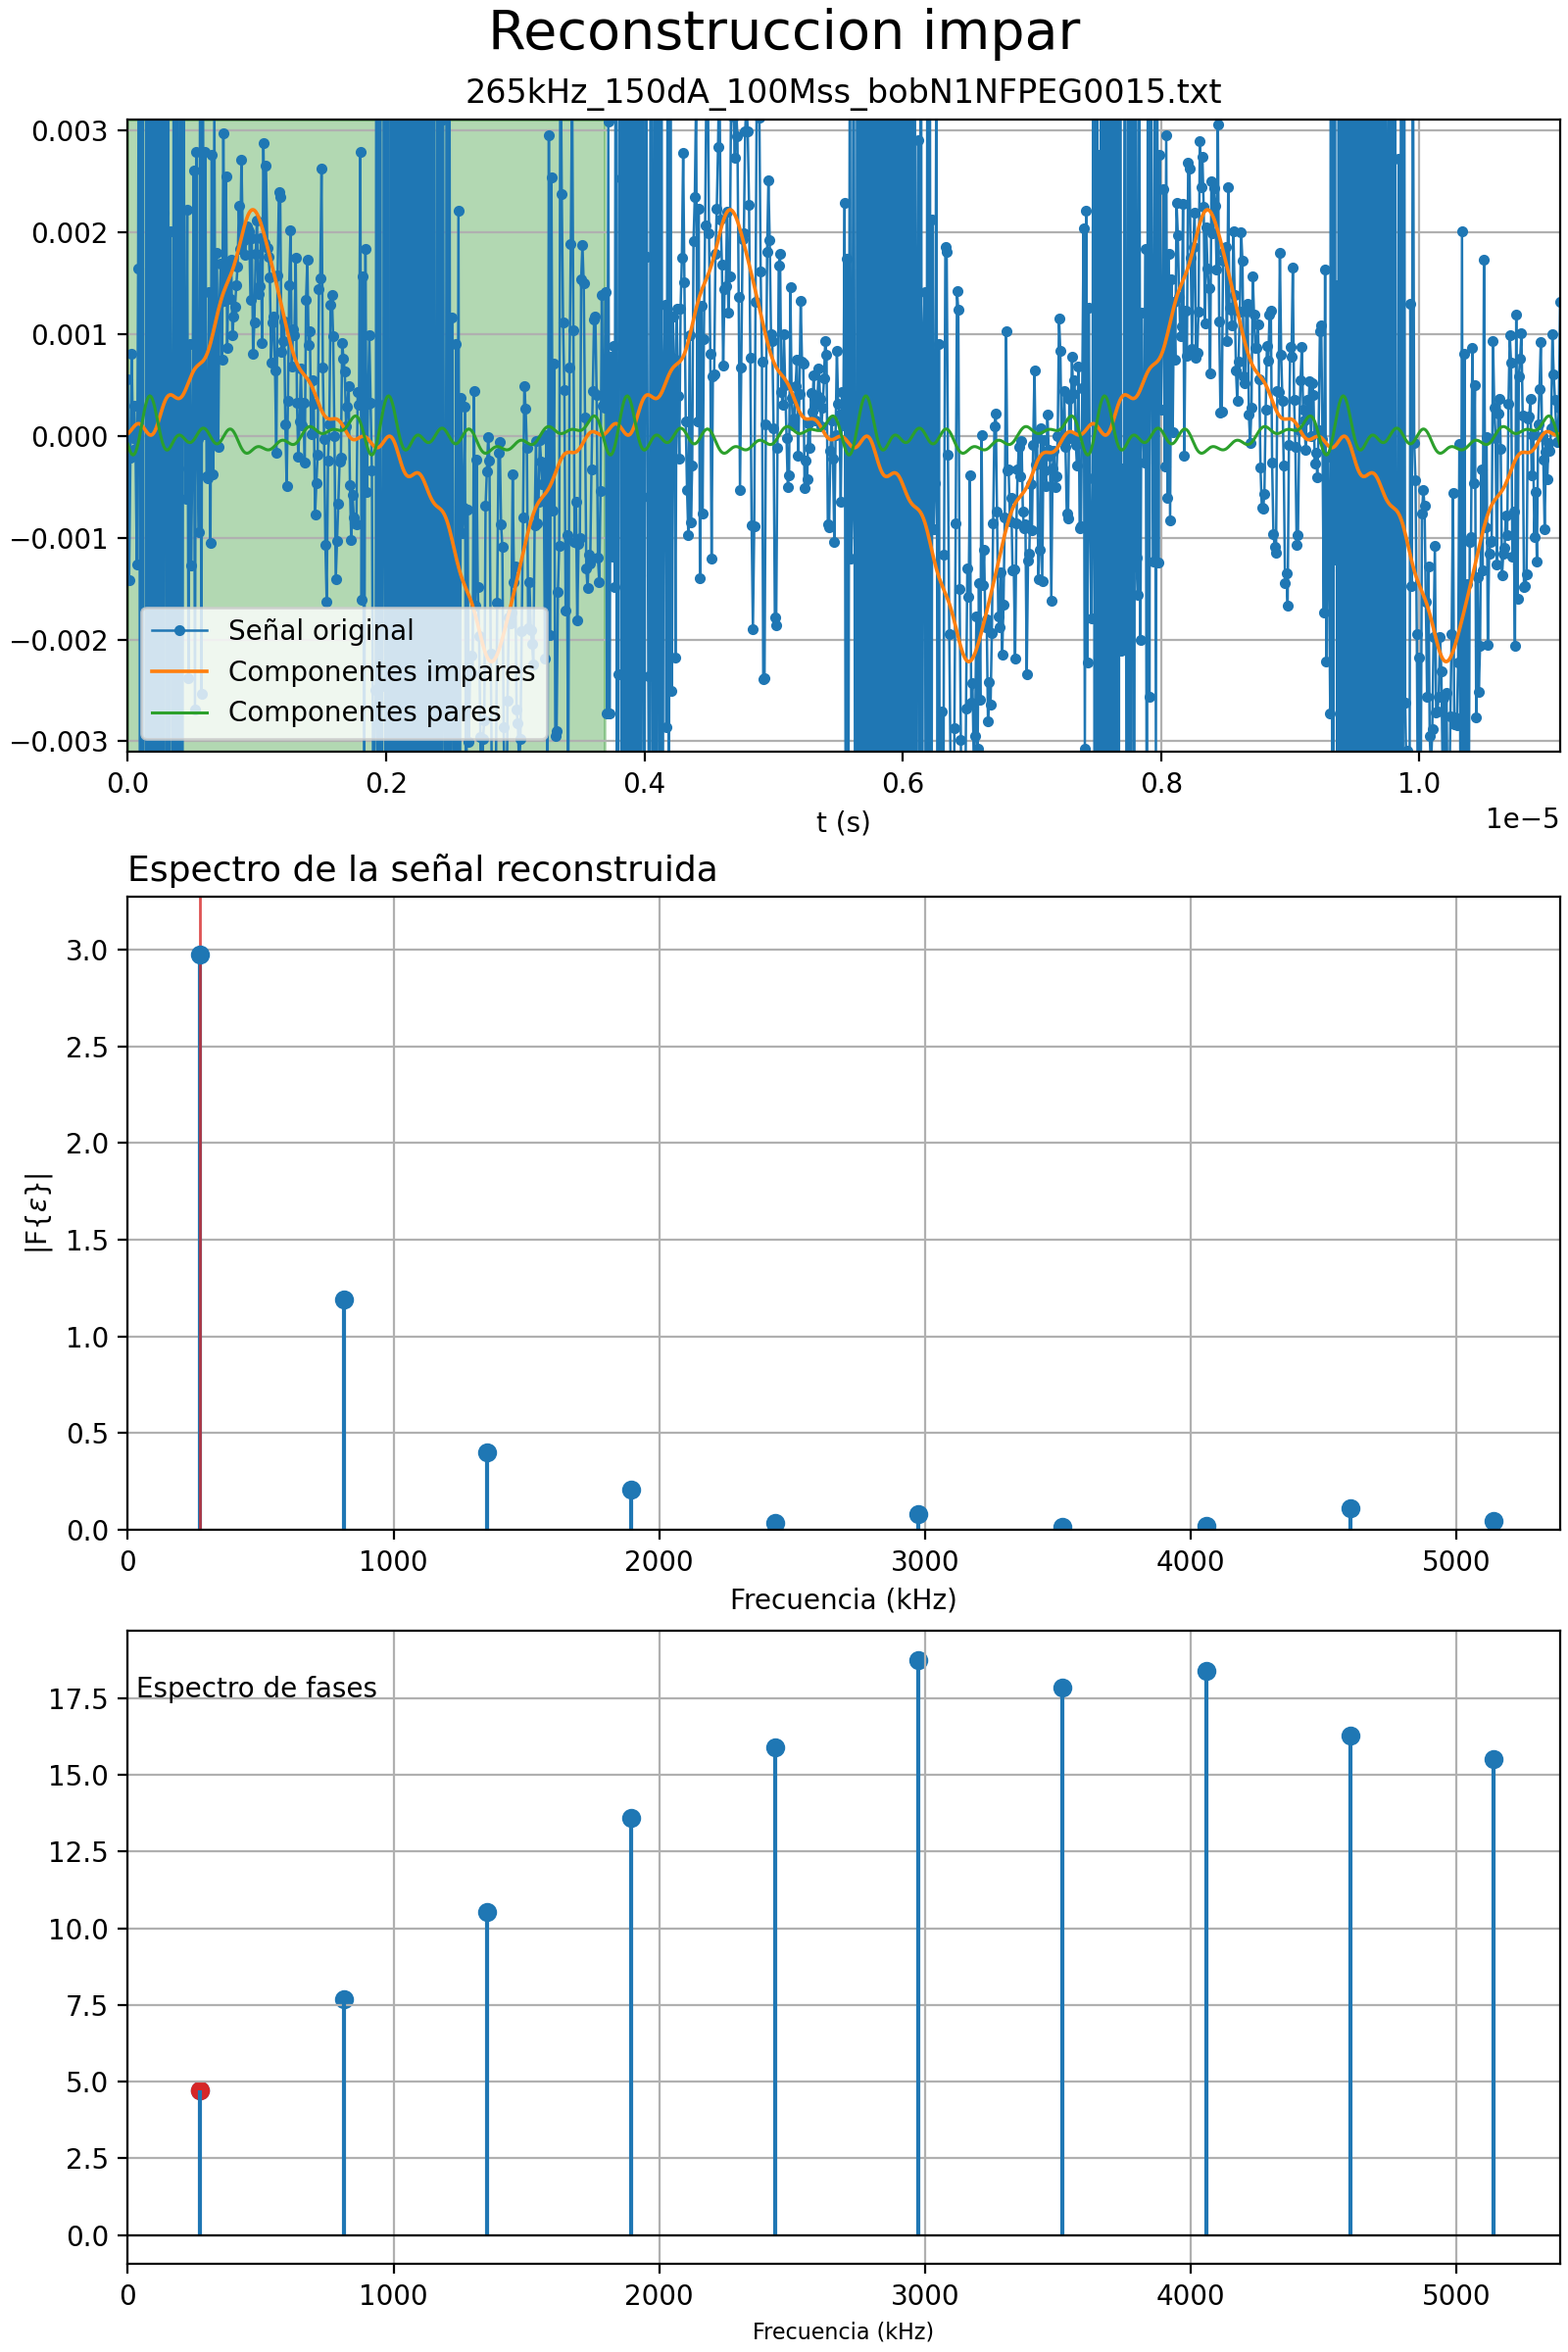 Reconstruccion impar
265kHz_150dA_100Mss_bobN1NFPEG0015.txt
0.003
0.002
0.001
0.000
−0.001
−0.002
−0.003
Señal original
Componentes impares
Componentes pares
0.0 0.2 0.4 0.6 0.8 1.0
1e−5
t (s)
Espectro de la señal reconstruida
3.0
2.5
2.0
1.5
1.0
0.5
0.0
|F{ε}|
0 1000 2000 3000 4000 5000
Frecuencia (kHz)
Espectro de fases
17.5
15.0
12.5
10.0
7.5
5.0
2.5
0.0
0 1000 2000 3000 4000 5000
Frecuencia (kHz)